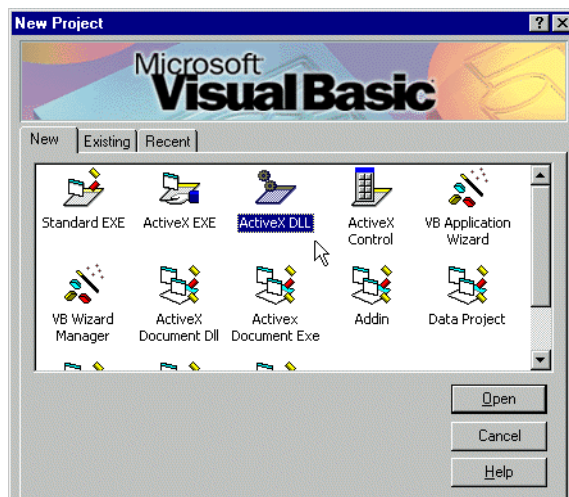 New Project
Microsoft
Visual Basic
New Existing Recent
Standard EXE ActiveX EXE ActiveX DLL ActiveX Control VB Application Wizard
VB Wizard Manager ActiveX Document Dll Activex Document Exe Addin Data Project
Open
Cancel
Help